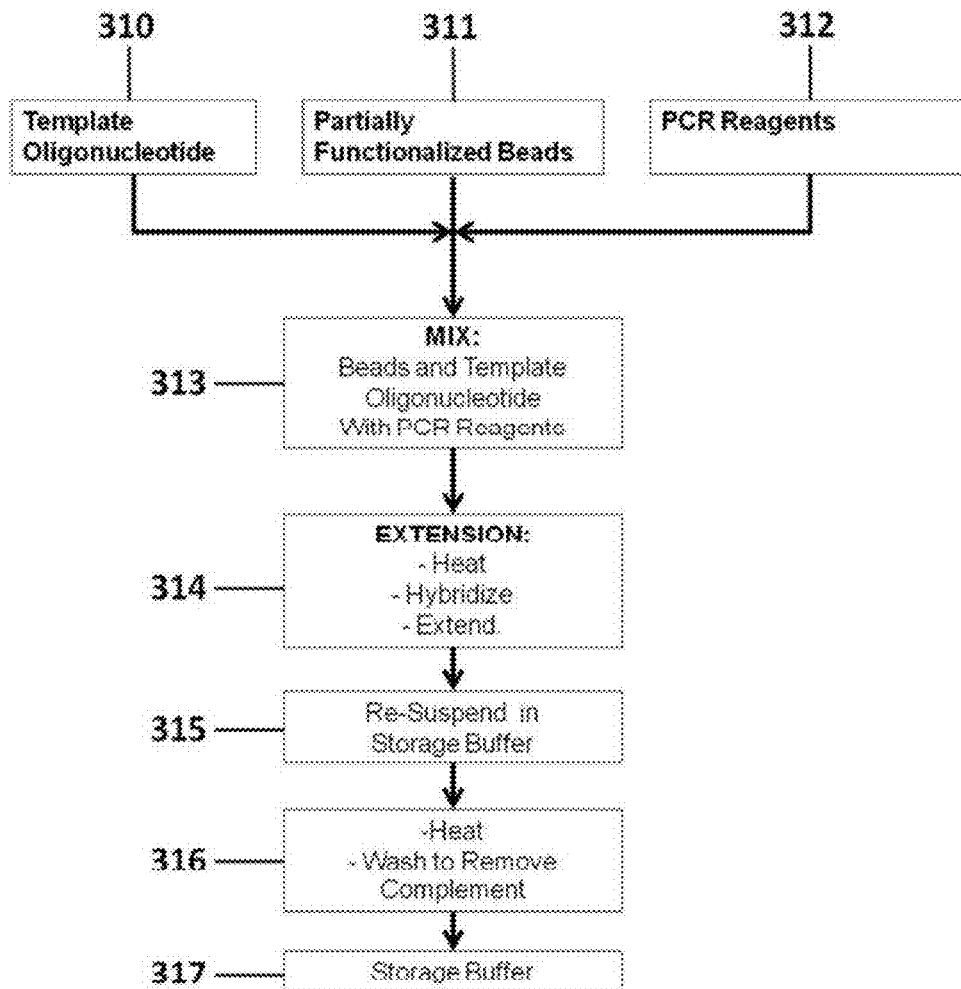 310
311
312
Template
Oligonucleotide
Partially
Functionalized Beads
PCR Reagents
313
MIX:
Beads and Template
Oligonucleotide
With PCR Reagents
314
EXTENSION:
- Heat
- Hybridize
- Extend.
315
Re-Suspend in
Storage Buffer
316
-Heat
- Wash to Remove
Complement
317
Storage Buffer